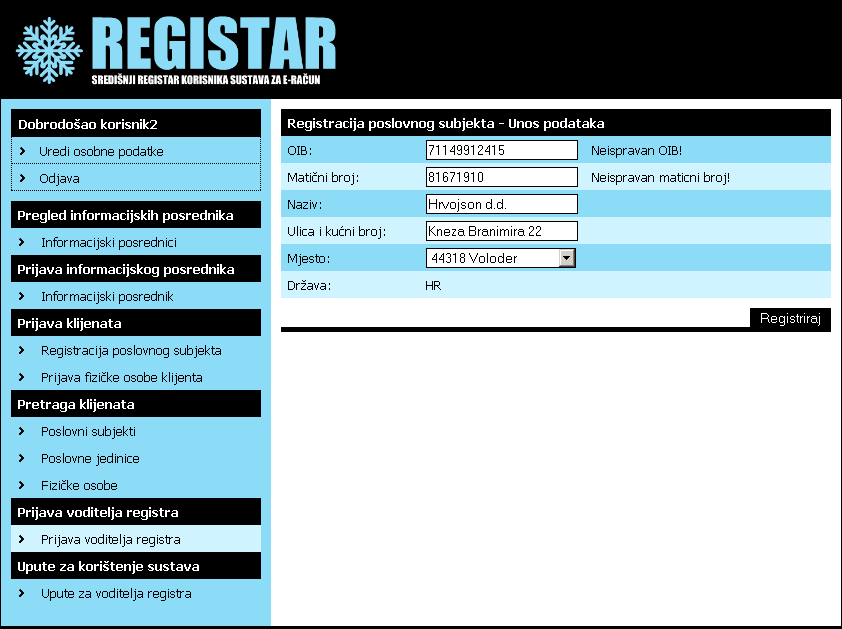 REGISTAR
SREDIŠNJI REGISTAR KORISNIKA SUSTAVA ZA E-RAČUN
Dobrodošao korisnik2
Uredi osobne podatke
Odjava
Pregled informacijskih posrednika
Informacijski posrednici
Prijava informacijskog posrednika
Informacijski posrednik
Prijava klijenata
Registracija poslovnog subjekta
Prijava fizičke osobe klijenta
Pretraga klijenata
Poslovni subjekti
Poslovne jedinice
Fizičke osobe
Prijava voditelja registra
Prijava voditelja registra
Upute za korištenje sustava
Upute za voditelja registra
Registracija poslovnog subjekta - Unos podataka
OIB: 71149912415 Neispravan OIB!
Matični broj: 81671910 Neispravan maticni broj!
Naziv: Hrvojson d.d.
Ulica i kućni broj: Kneza Branimira 22
Mjesto: 44318 Voloder
Država: HR
Registriraj